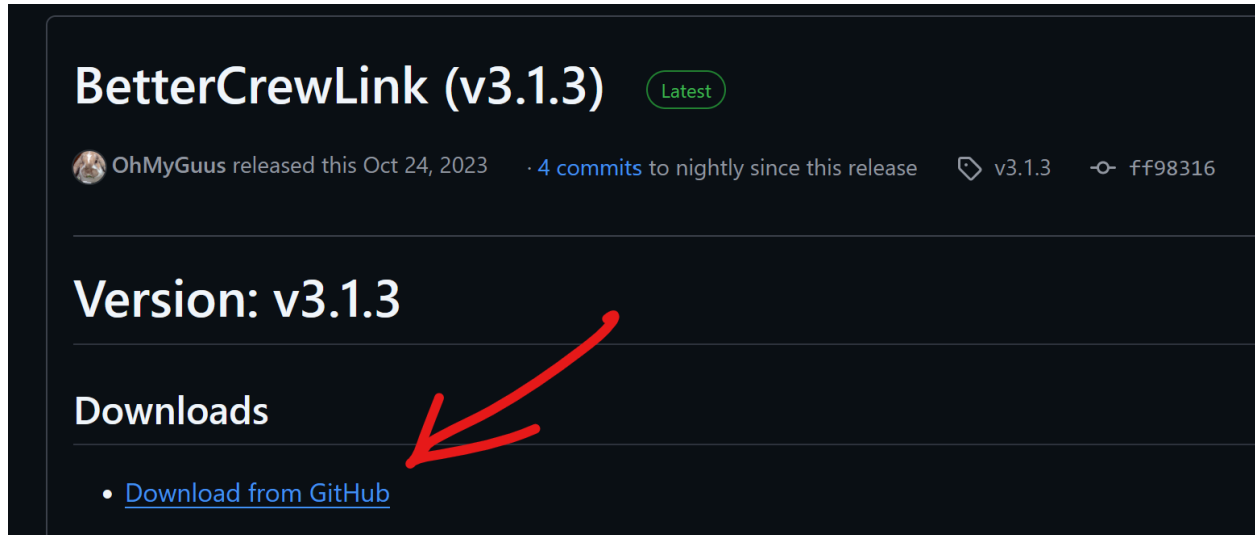 BetterCrewLink (v3.1.3) Latest
OhMyGuus released this Oct 24, 2023 · 4 commits to nightly since this release v3.1.3 ff98316
Version: v3.1.3
Downloads
• Download from GitHub